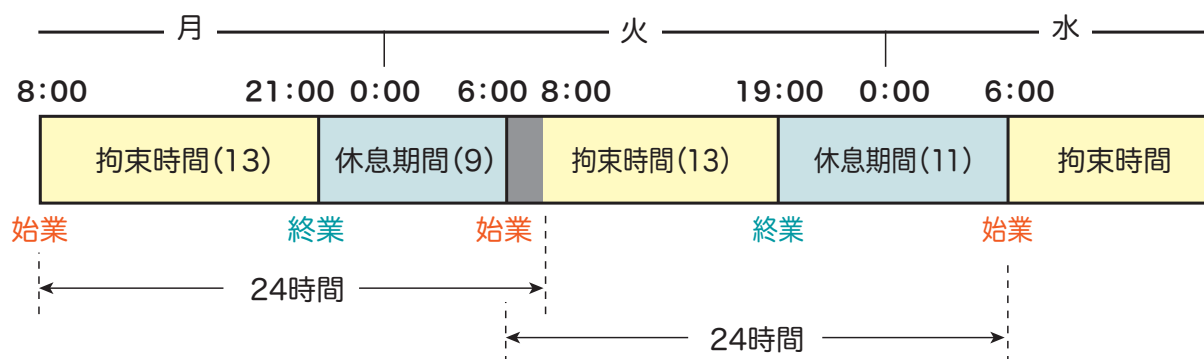 月 火 水
8:00 21:00 0:00 6:00 8:00 19:00 0:00 6:00
拘束時間(13) 休息期間(9) 拘束時間(13) 休息期間(11) 拘束時間
始業 終業 始業 終業 始業
24時間
24時間